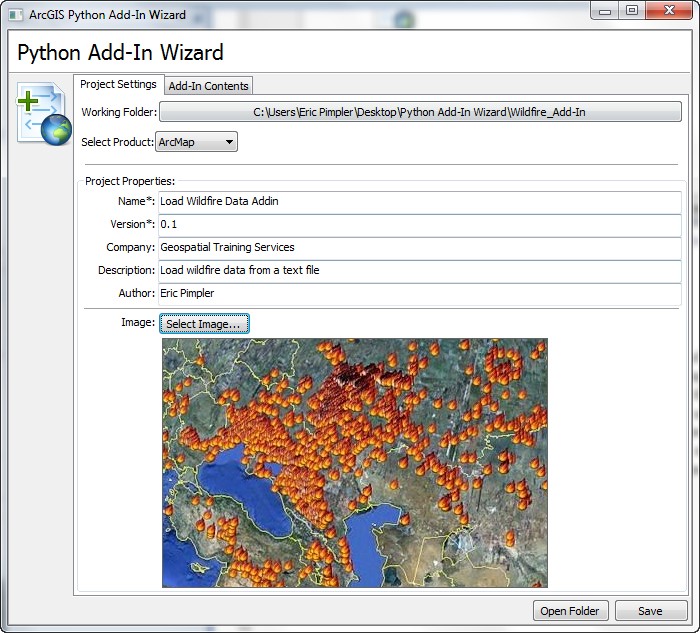 ArcGIS Python Add-In Wizard
Python Add-In Wizard
Project Settings Add-In Contents
Working Folder: C:\Users\Eric Pimpler\Desktop\Python Add-In Wizard\Wildfire_Add-In
Select Product: ArcMap
Project Properties:
Name*: Load Wildfire Data Addin
Version*: 0.1
Company: Geospatial Training Services
Description: Load wildfire data from a text file
Author: Eric Pimpler
Image: Select Image...
Open Folder Save